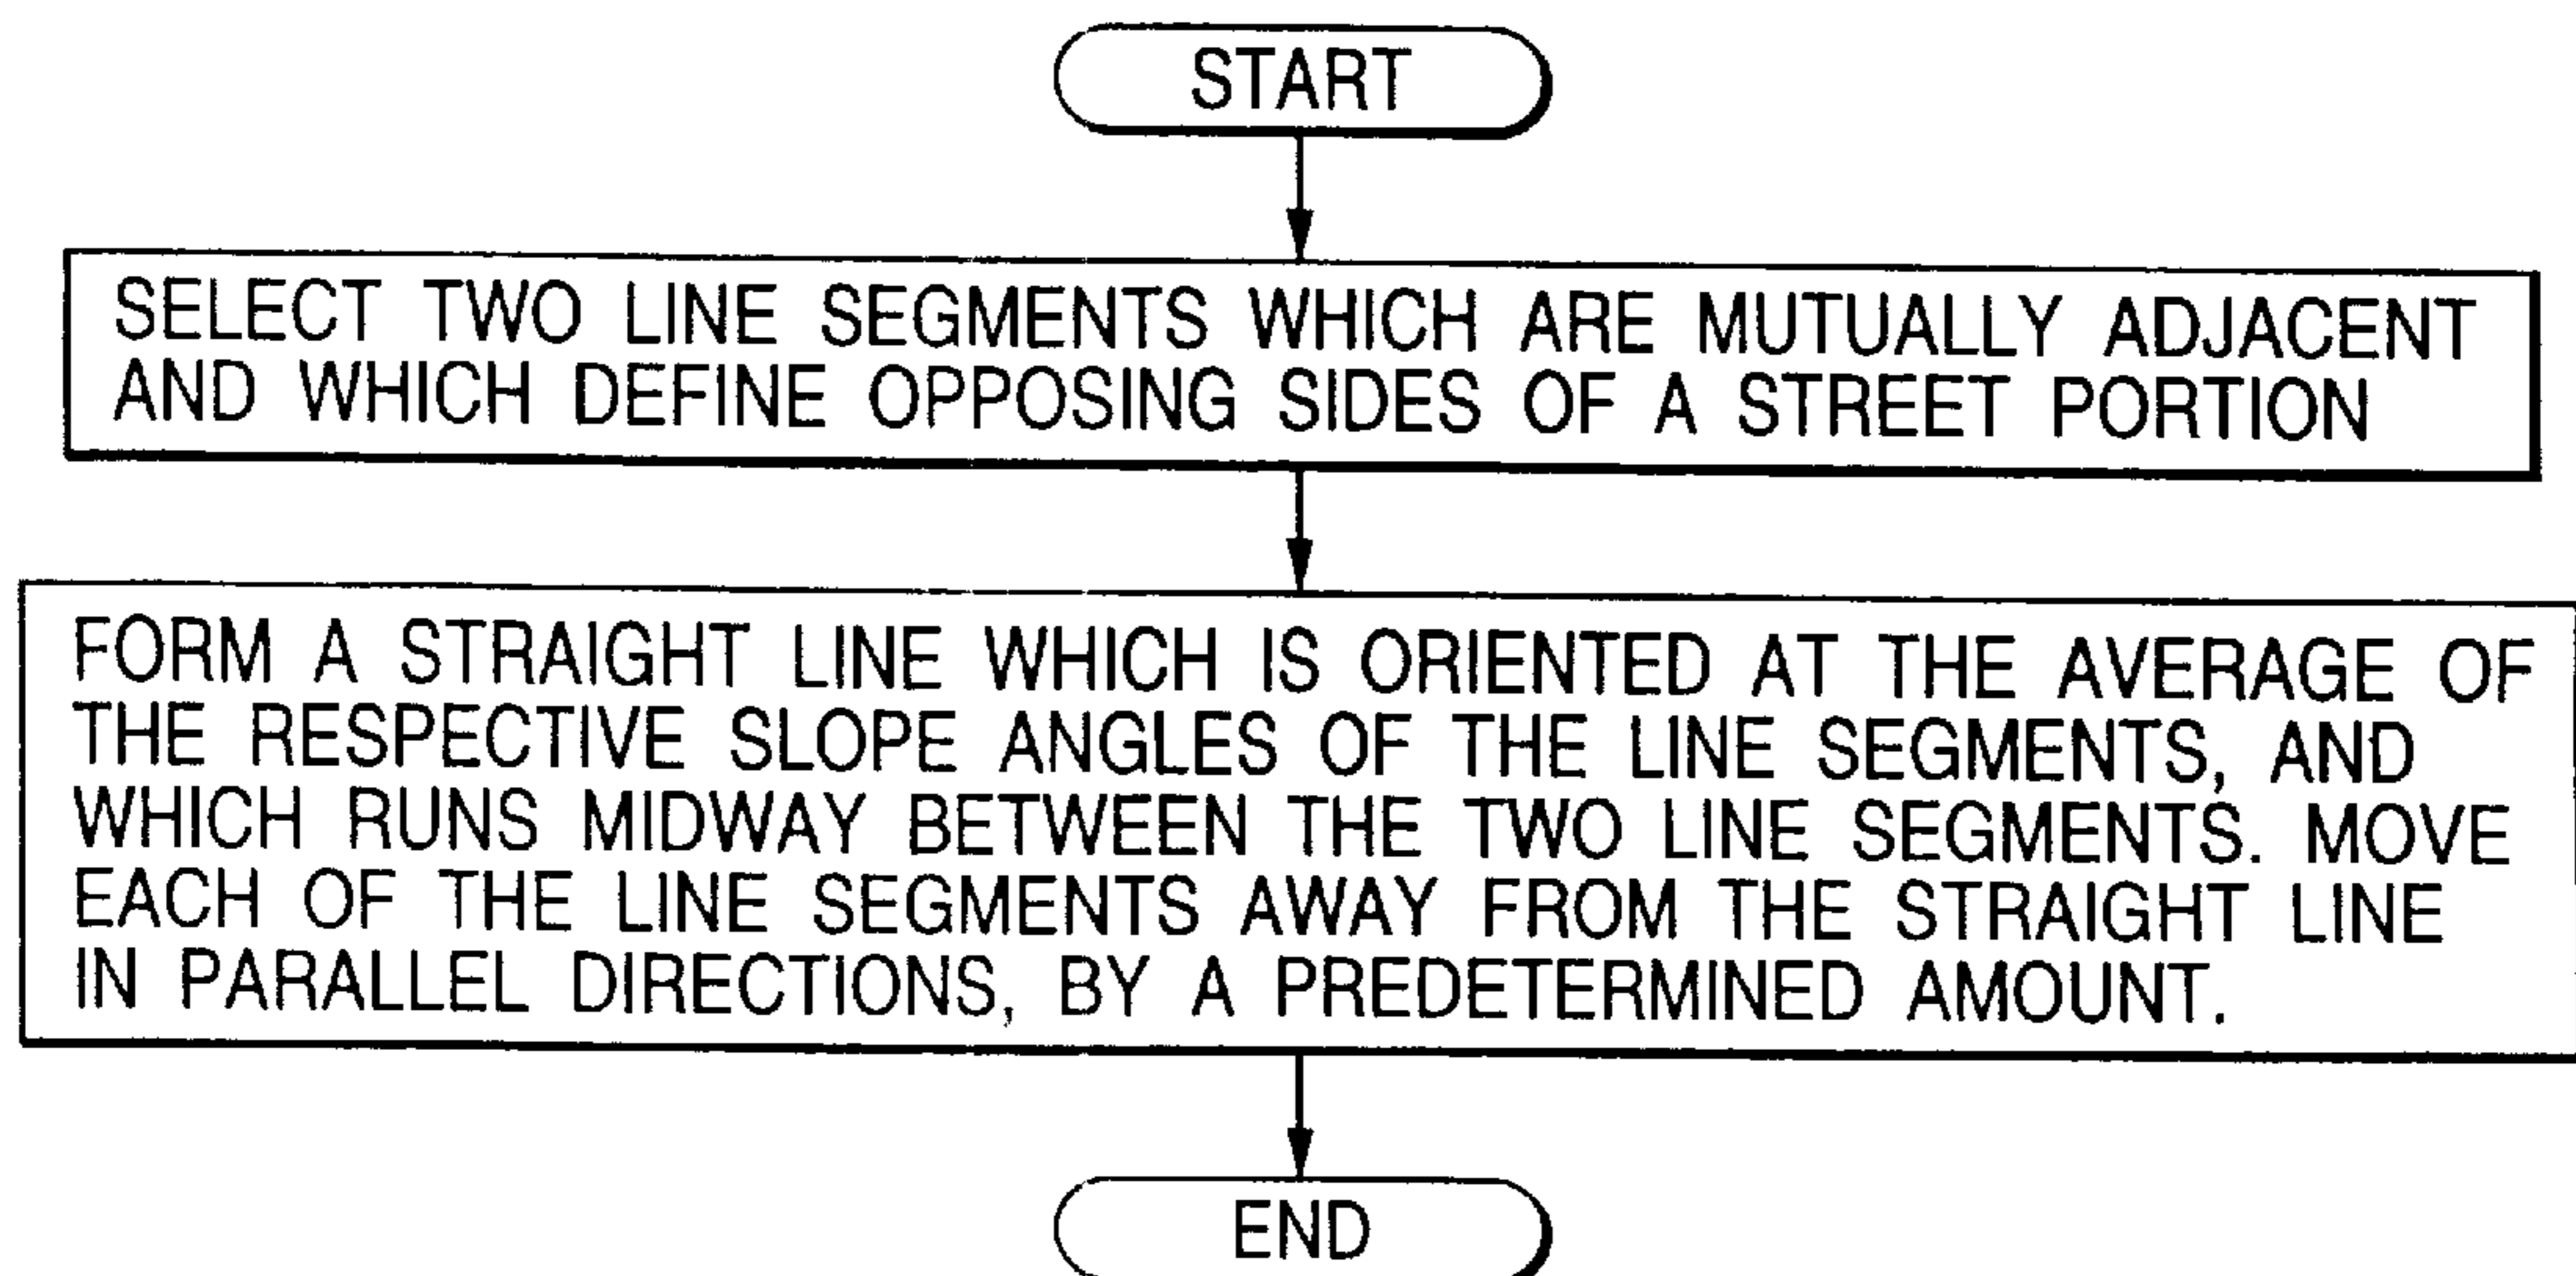 START
SELECT TWO LINE SEGMENTS WHICH ARE MUTUALLY ADJACENT
AND WHICH DEFINE OPPOSING SIDES OF A STREET PORTION
FORM A STRAIGHT LINE WHICH IS ORIENTED AT THE AVERAGE OF
THE RESPECTIVE SLOPE ANGLES OF THE LINE SEGMENTS, AND
WHICH RUNS MIDWAY BETWEEN THE TWO LINE SEGMENTS. MOVE
EACH OF THE LINE SEGMENTS AWAY FROM THE STRAIGHT LINE
IN PARALLEL DIRECTIONS, BY A PREDETERMINED AMOUNT.
END